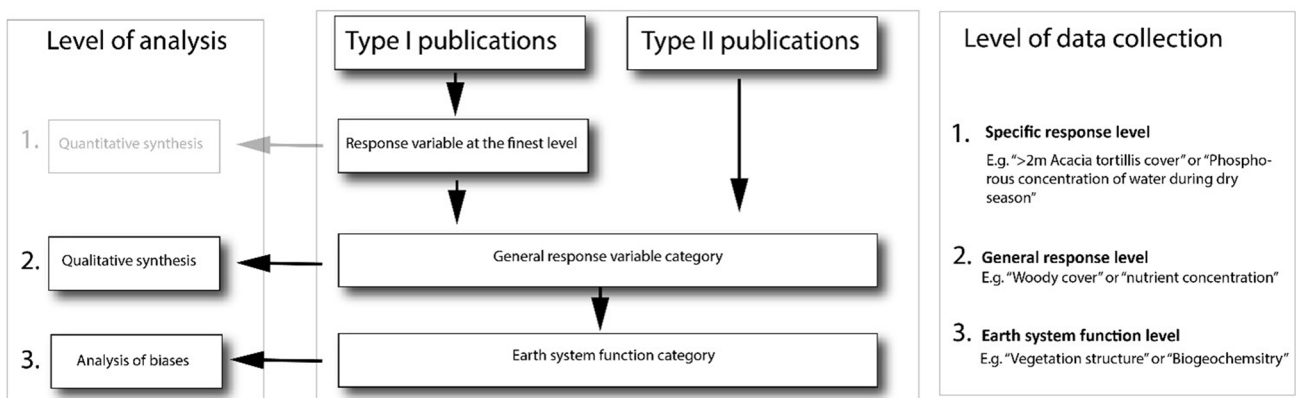 Level of analysis
1. Quantitative synthesis
2. Qualitative synthesis
3. Analysis of biases
Type I publications
Type II publications
Response variable at the finest level
General response variable category
Earth system function category
Level of data collection
1. Specific response level
E.g. “>2m Acacia tortillis cover” or “Phospho-
rous concentration of water during dry
season”
2. General response level
E.g. “Woody cover” or “nutrient concentration”
3. Earth system function level
E.g. “Vegetation structure” or “Biogeochemsitry”